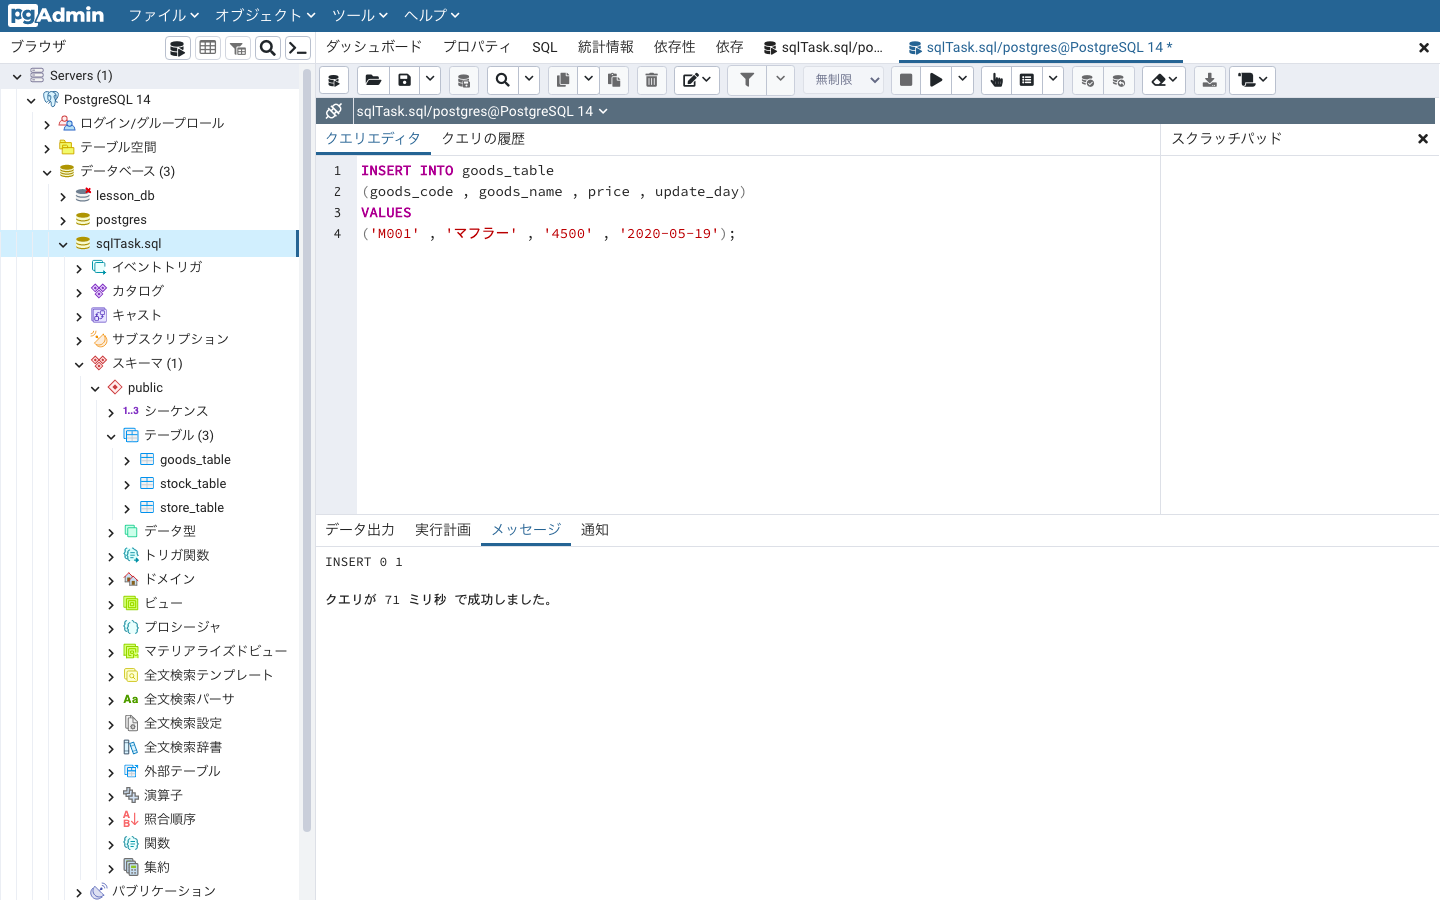 pgAdmin ファイル オブジェクト ツール ヘルプ
ブラウザ
ダッシュボード プロパティ SQL 統計情報 依存性 依存 sqlTask.sql/po... sqlTask.sql/postgres@PostgreSQL 14 *
無制限
sqlTask.sql/postgres@PostgreSQL 14
クエリエディタ クエリの履歴
スクラッチパッド
Servers (1)
PostgreSQL 14
ログイン/グループロール
テーブル空間
データベース (3)
lesson_db
postgres
sqlTask.sql
イベントトリガ
カタログ
キャスト
サブスクリプション
スキーマ (1)
public
1..3 シーケンス
テーブル (3)
goods_table
stock_table
store_table
データ型
トリガ関数
ドメイン
ビュー
プロシージャ
マテリアライズドビュー
全文検索テンプレート
Aa 全文検索パーサ
全文検索設定
全文検索辞書
外部テーブル
演算子
照合順序
関数
集約
パブリケーション
1 INSERT INTO goods_table
2 (goods_code , goods_name , price , update_day)
3 VALUES
4 ('M001' , 'マフラー' , '4500' , '2020-05-19');
データ出力 実行計画 メッセージ 通知
INSERT 0 1
クエリが 71 ミリ秒 で成功しました。